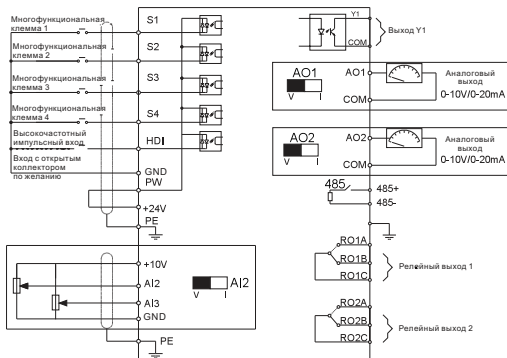 Многофункциональная
клемма 1
S1
Многофункциональная
клемма 2
S2
Многофункциональная
клемма 3
S3
Многофункциональная
клемма 4
S4
Высокочастотный
импульсный вход
HDI
Вход с открытым
коллектором
по желанию
GND
PW
+24V
PE
+10V
AI2
AI3
GND
V I
AI2
PE
Y1
COM
Выход Y1
AO1
V I
AO1
COM
Аналоговый
выход
0-10V/0-20mA
AO2
V I
AO2
COM
Аналоговый
выход
0-10V/0-20mA
485
485+
485-
RO1A
RO1B
RO1C
Релейный выход 1
RO2A
RO2B
RO2C
Релейный выход 2